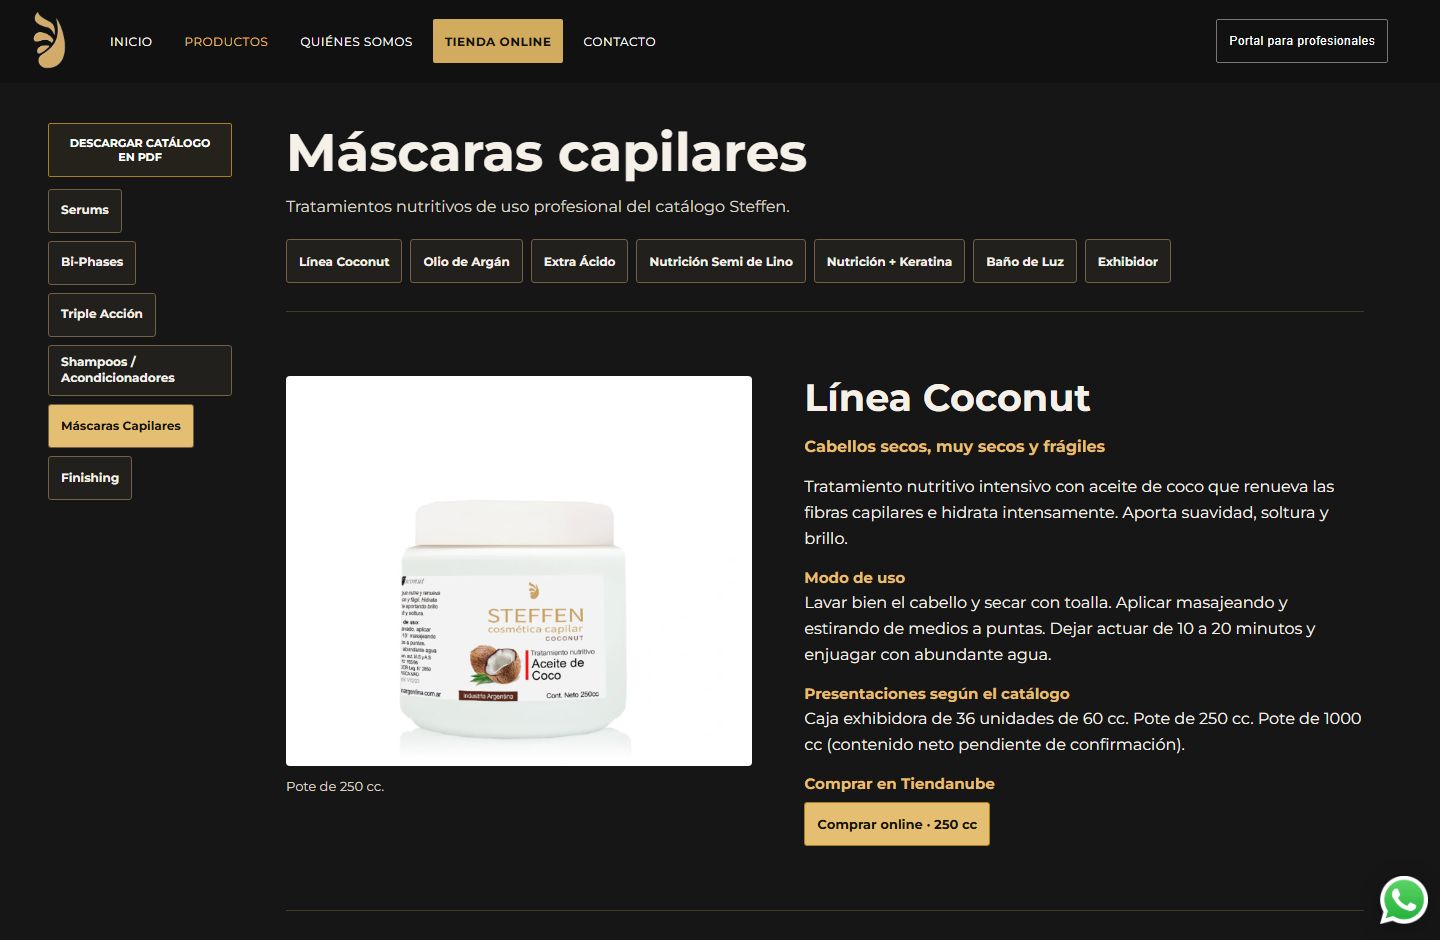 INICIO
PRODUCTOS
QUIÉNES SOMOS
TIENDA ONLINE
CONTACTO
Portal para profesionales
DESCARGAR CATÁLOGO
EN PDF
Serums
Bi-Phases
Triple Acción
Shampoos /
Acondicionadores
Máscaras Capilares
Finishing
Máscaras capilares
Tratamientos nutritivos de uso profesional del catálogo Steffen.
Línea Coconut
Olio de Argán
Extra Ácido
Nutrición Semi de Lino
Nutrición + Keratina
Baño de Luz
Exhibidor
STEFFEN
cosmética capilar
COCONUT
Tratamiento nutritivo
Aceite de
Coco
Industria Argentina
Cont. Neto 250cc
Pote de 250 cc.
Línea Coconut
Cabellos secos, muy secos y frágiles
Tratamiento nutritivo intensivo con aceite de coco que renueva las
fibras capilares e hidrata intensamente. Aporta suavidad, soltura y
brillo.
Modo de uso
Lavar bien el cabello y secar con toalla. Aplicar masajeando y
estirando de medios a puntas. Dejar actuar de 10 a 20 minutos y
enjuagar con abundante agua.
Presentaciones según el catálogo
Caja exhibidora de 36 unidades de 60 cc. Pote de 250 cc. Pote de 1000
cc (contenido neto pendiente de confirmación).
Comprar en Tiendanube
Comprar online · 250 cc